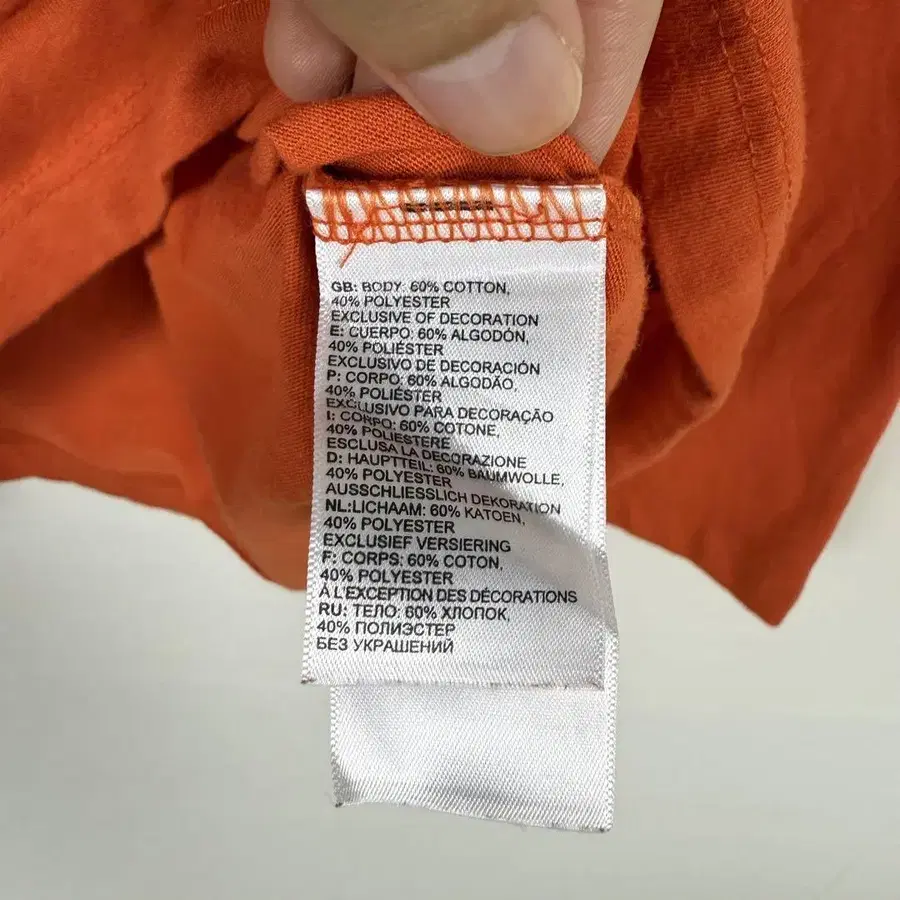 GB: BODY: 60% COTTON,
40% POLYESTER
EXCLUSIVE OF DECORATION
E: CUERPO: 60% ALGODÓN,
40% POLIÉSTER
EXCLUSIVO DE DECORACIÓN
P: CORPO: 60% ALGODÃO,
40% POLIÉSTER
EXCLUSIVO PARA DECORAÇÃO
I: CORPO: 60% COTONE,
40% POLIESTERE
ESCLUSA LA DECORAZIONE
D: HAUPTTEIL: 60% BAUMWOLLE,
40% POLYESTER
AUSSCHLIESSLICH DEKORATION
NL:LICHAAM: 60% KATOEN,
40% POLYESTER
EXCLUSIEF VERSIERING
F: CORPS: 60% COTON,
40% POLYESTER
À L'EXCEPTION DES DÉCORATIONS
RU: ТЕЛО: 60% ХЛОПОК,
40% ПОЛИЭСТЕР
БЕЗ УКРАШЕНИЙ